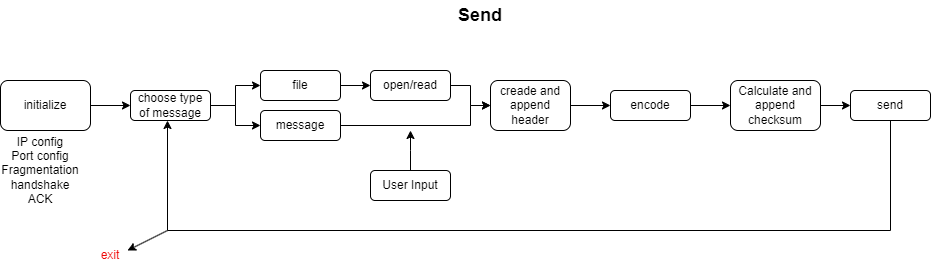 Send
initialize
IP config
Port config
Fragmentation
handshake
ACK
choose type
of message
file
open/read
message
User Input
creade and
append
header
encode
Calculate and
append
checksum
send
exit